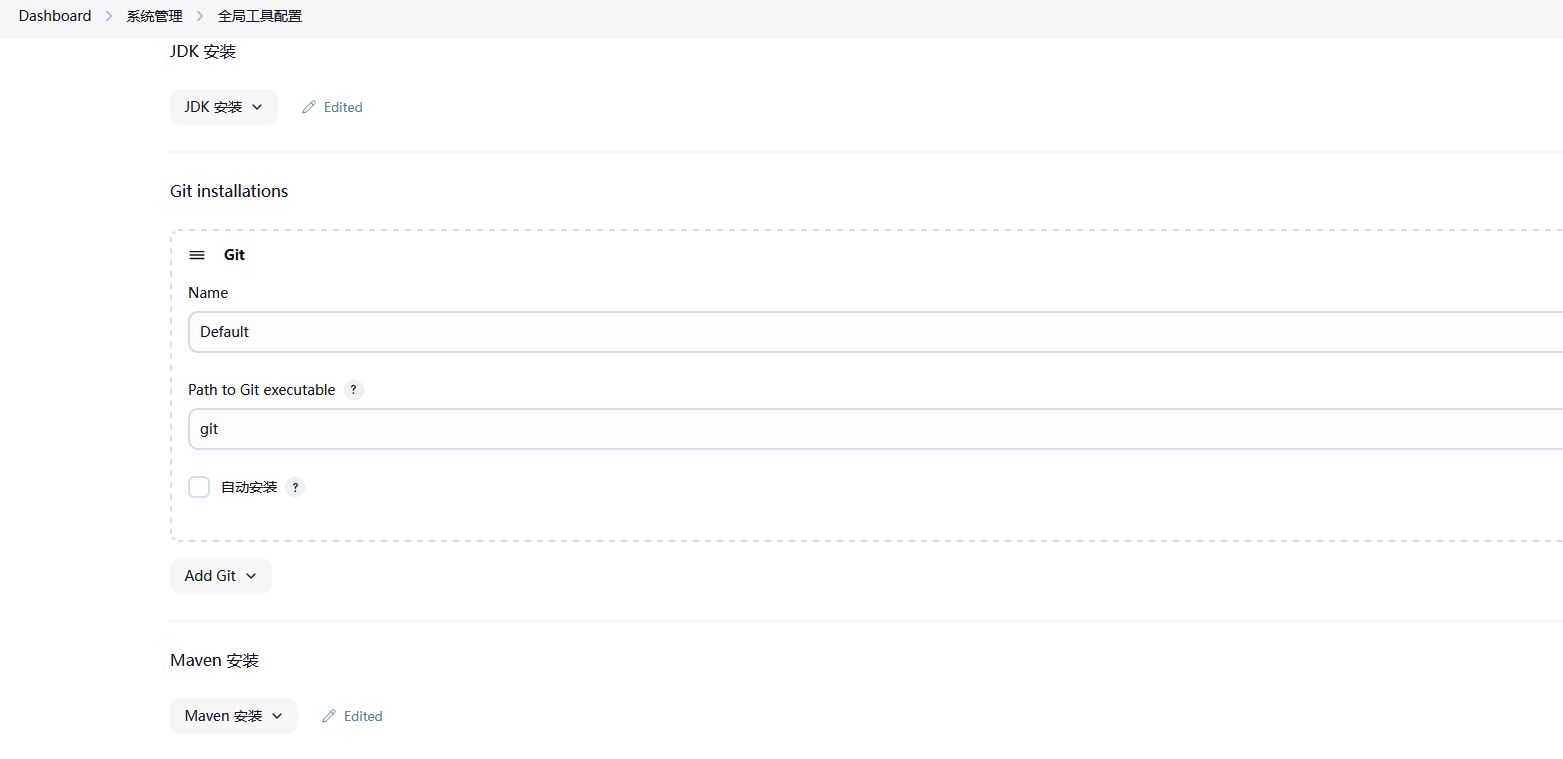 Dashboard > 系统管理 > 全局工具配置
JDK 安装
JDK 安装 Edited
Git installations
Git
Name
Default
Path to Git executable ?
git
自动安装 ?
Add Git
Maven 安装
Maven 安装 Edited